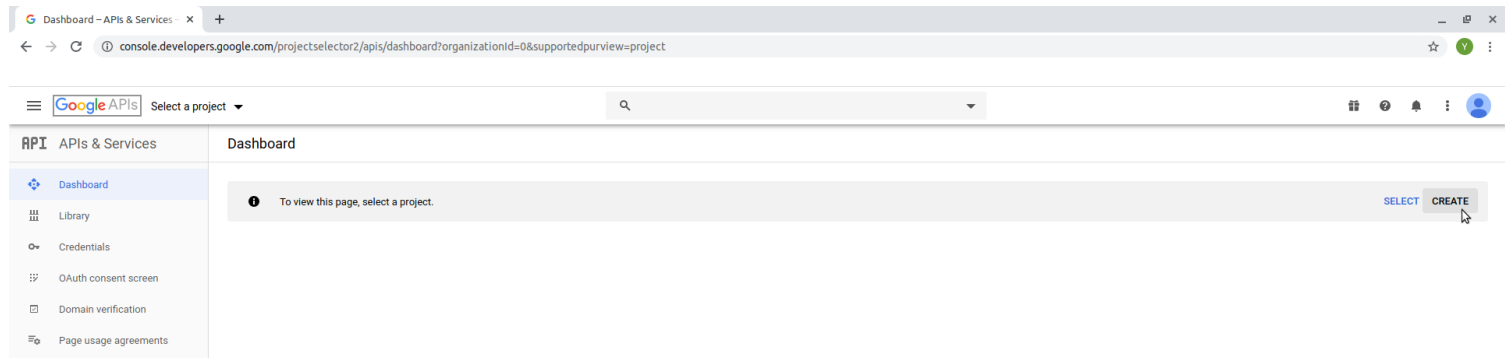 Dashboard – APIs & Services –
console.developers.google.com/projectselector2/apis/dashboard?organizationId=0&supportedpurview=project
Y
Google APIs Select a project
API APIs & Services
Dashboard
Dashboard
To view this page, select a project. SELECT CREATE
Library
Credentials
OAuth consent screen
Domain verification
Page usage agreements